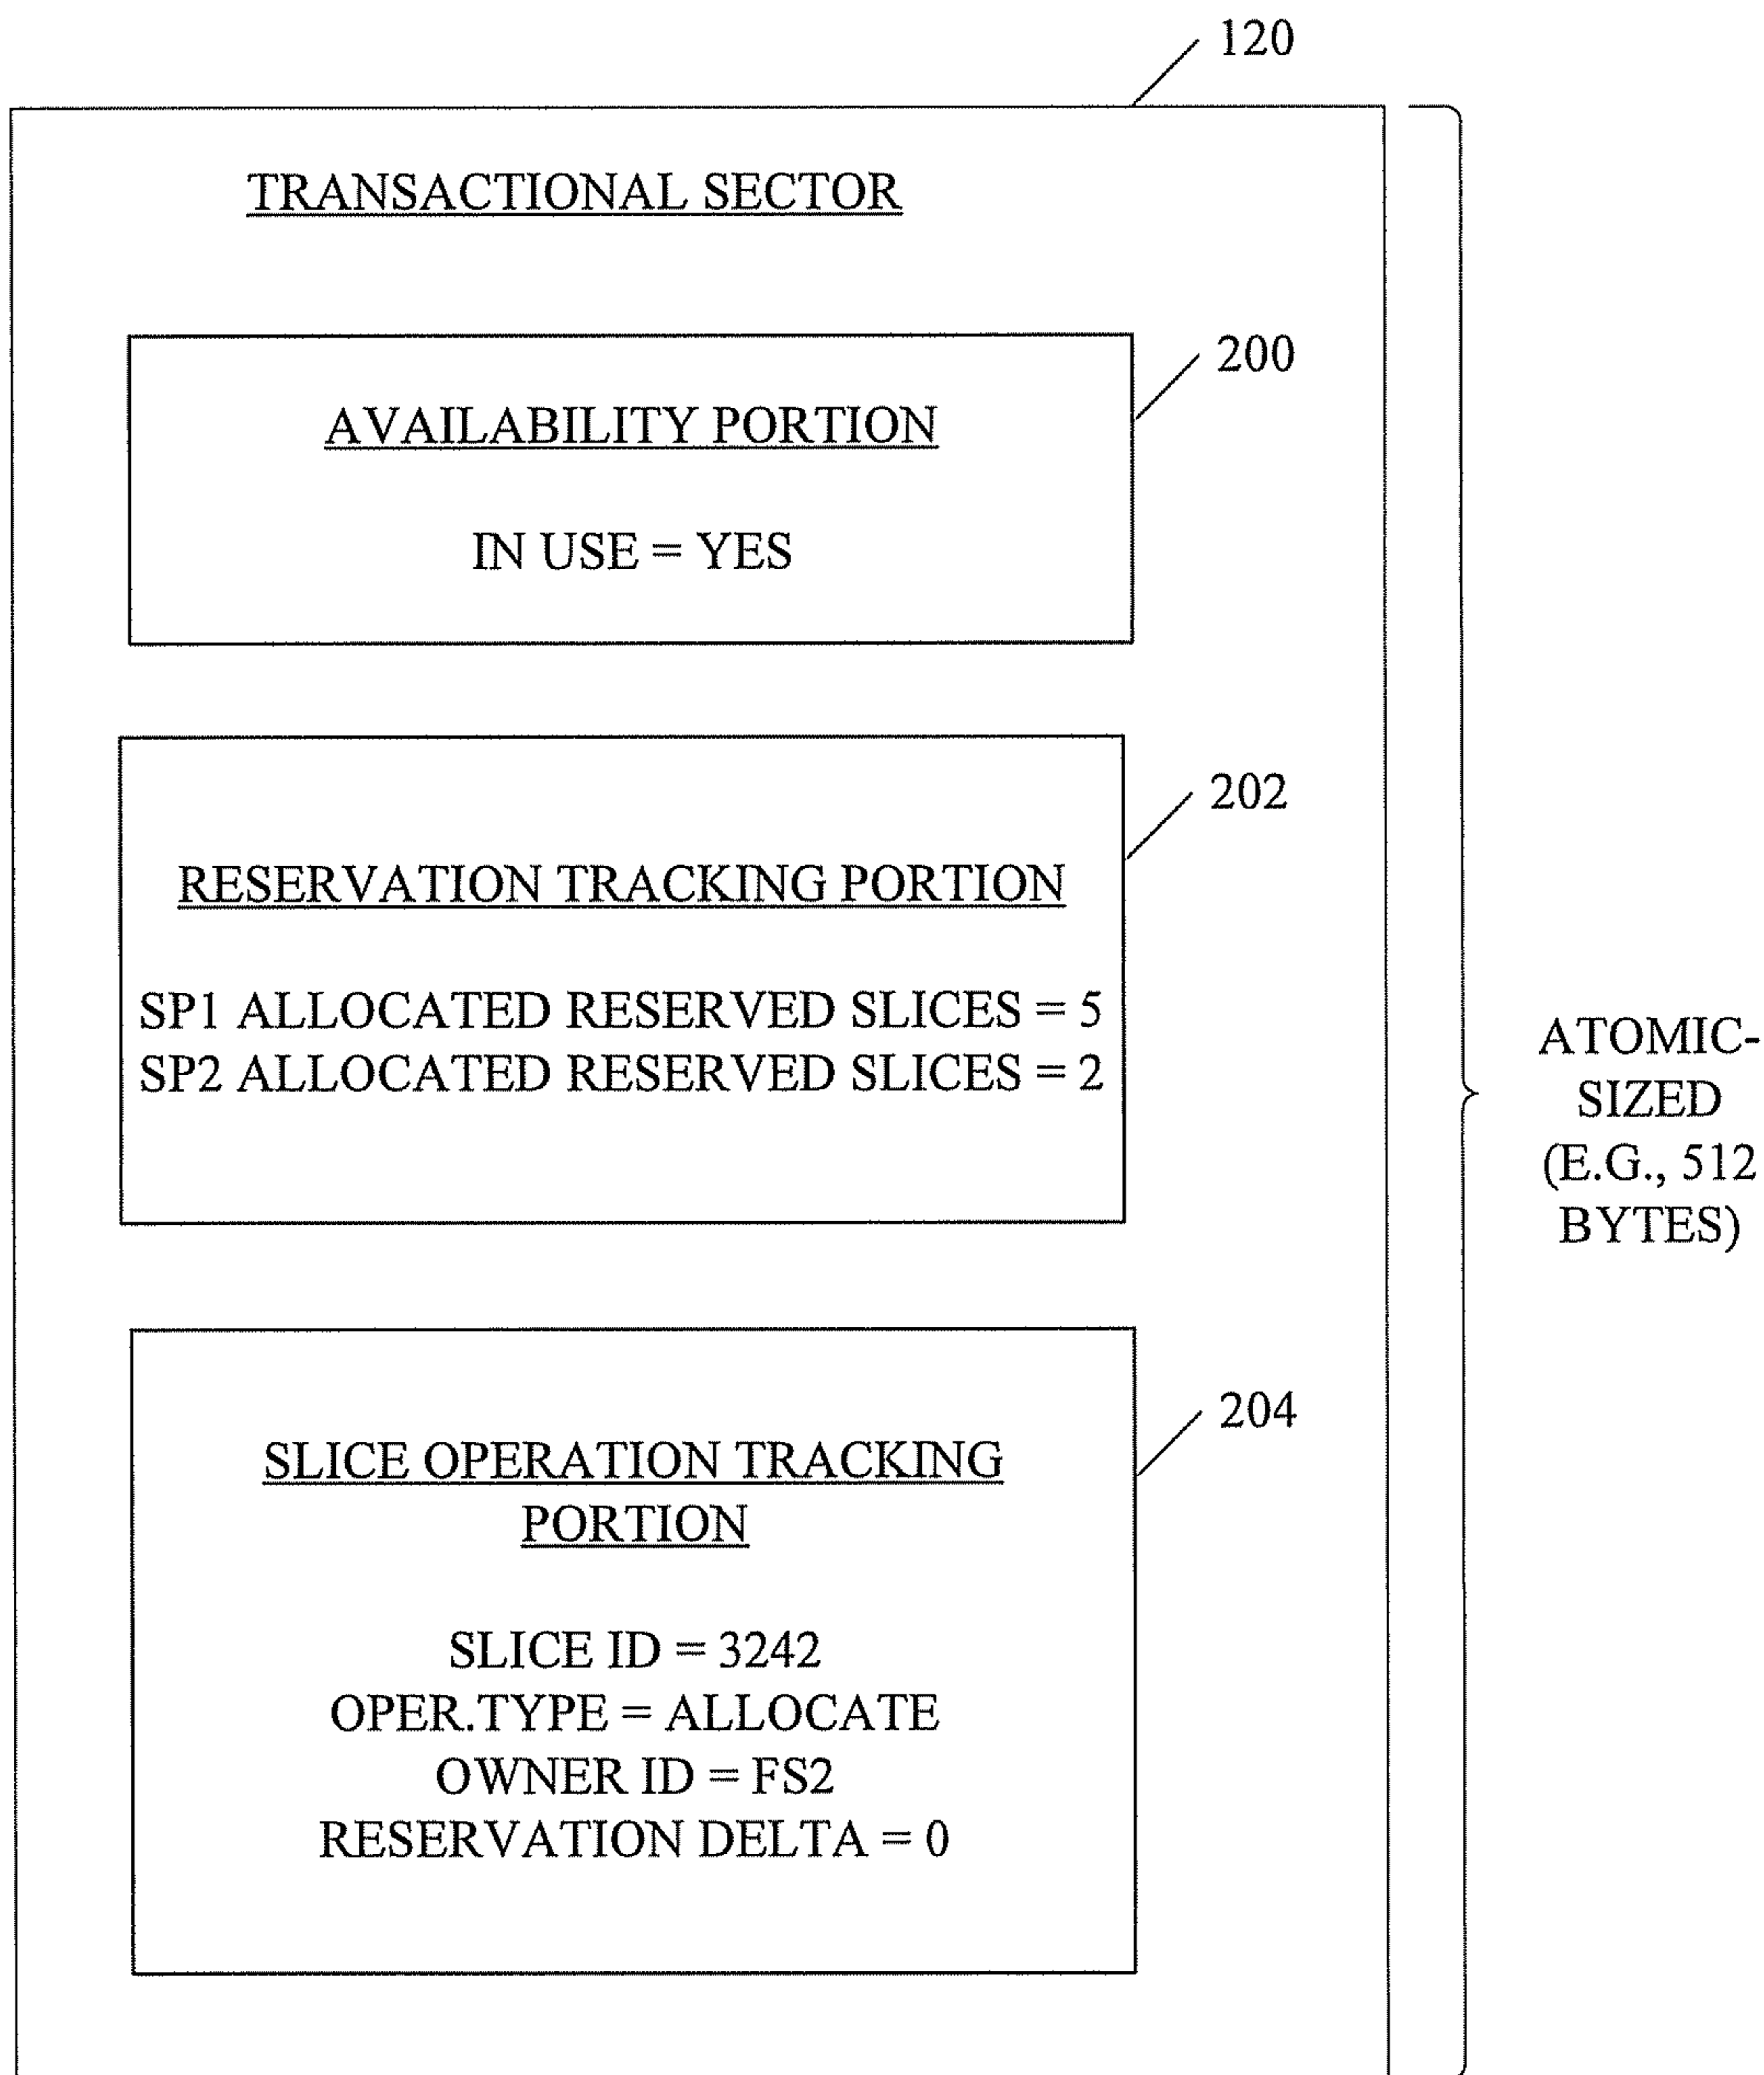 120
TRANSACTIONAL SECTOR
200
AVAILABILITY PORTION
IN USE = YES
202
RESERVATION TRACKING PORTION
SP1 ALLOCATED RESERVED SLICES = 5
SP2 ALLOCATED RESERVED SLICES = 2
ATOMIC-
SIZED
(E.G., 512
BYTES)
204
SLICE OPERATION TRACKING
PORTION
SLICE ID = 3242
OPER.TYPE = ALLOCATE
OWNER ID = FS2
RESERVATION DELTA = 0